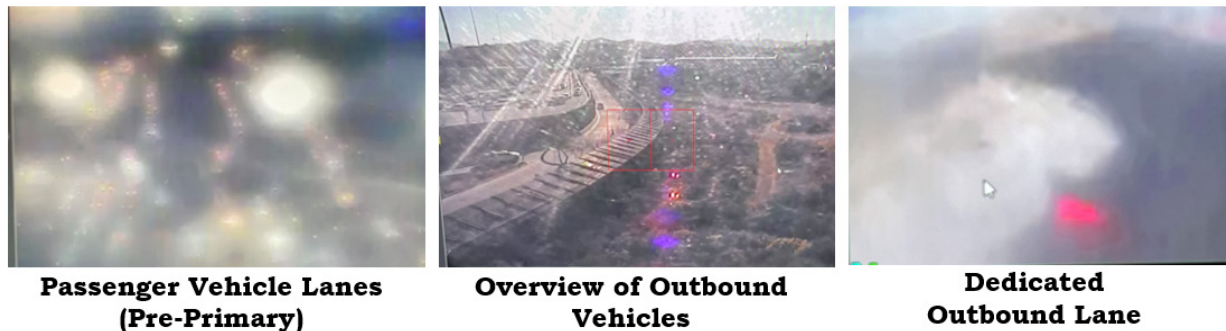 Passenger Vehicle Lanes
(Pre-Primary)
Overview of Outbound
Vehicles
Dedicated
Outbound Lane